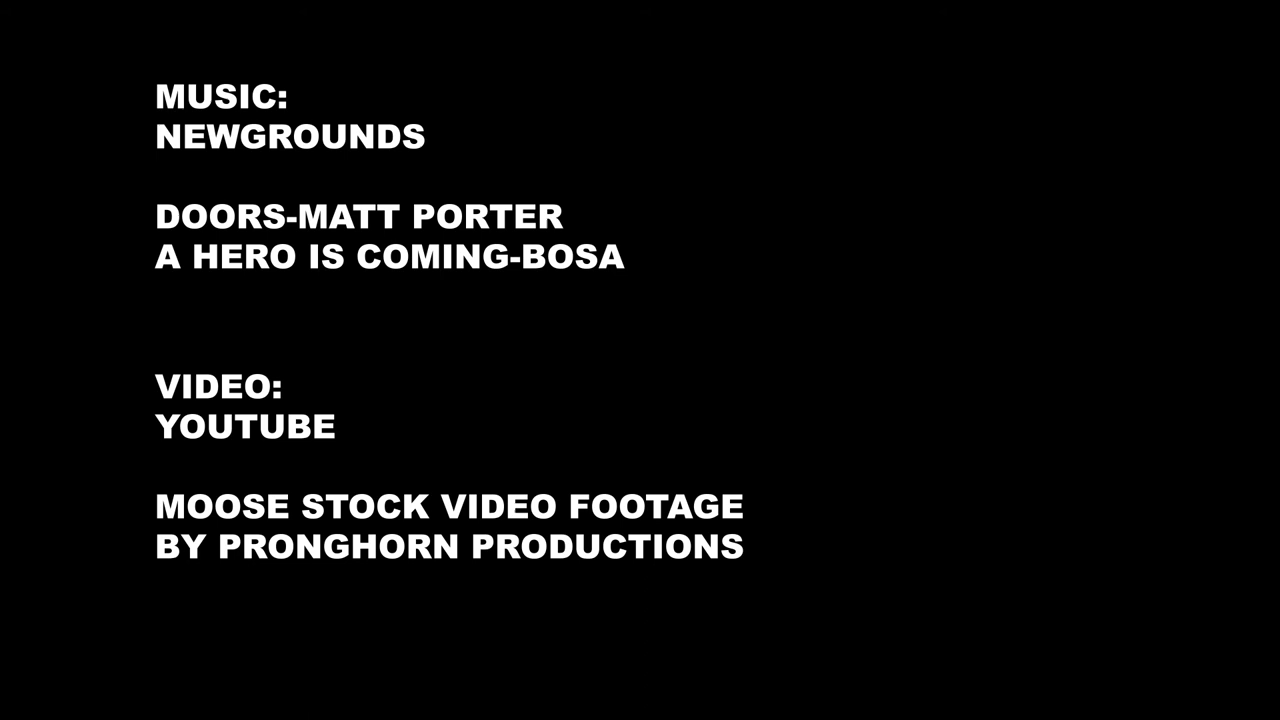 MUSIC:
NEWGROUNDS
DOORS-MATT PORTER
A HERO IS COMING-BOSA
VIDEO:
YOUTUBE
MOOSE STOCK VIDEO FOOTAGE
BY PRONGHORN PRODUCTIONS